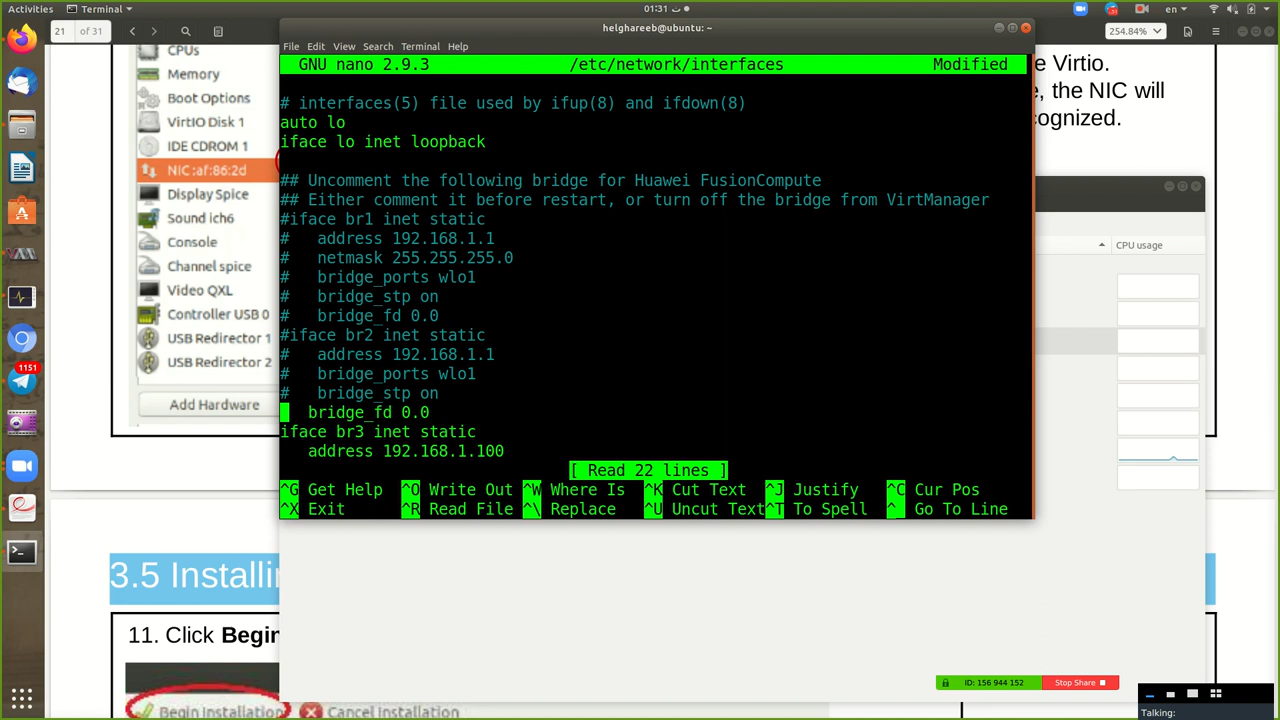 Activities
Terminal
01:31 ت
en
21 of 31
254.84%
CPUs
Memory
Boot Options
VirtIO Disk 1
IDE CDROM 1
NIC :af:86:2d
Display Spice
Sound ich6
Console
Channel spice
Video QXL
Controller USB 0
USB Redirector 1
USB Redirector 2
Add Hardware
e Virtio.
e, the NIC will
ognized.
CPU usage
helghareeb@ubuntu: ~
File Edit View Search Terminal Help
GNU nano 2.9.3 /etc/network/interfaces Modified
# interfaces(5) file used by ifup(8) and ifdown(8)
auto lo
iface lo inet loopback
## Uncomment the following bridge for Huawei FusionCompute
## Either comment it before restart, or turn off the bridge from VirtManager
#iface br1 inet static
#   address 192.168.1.1
#   netmask 255.255.255.0
#   bridge_ports wlo1
#   bridge_stp on
#   bridge_fd 0.0
#iface br2 inet static
#   address 192.168.1.1
#   bridge_ports wlo1
#   bridge_stp on
bridge_fd 0.0
iface br3 inet static
address 192.168.1.100
[ Read 22 lines ]
^G Get Help ^O Write Out ^W Where Is ^K Cut Text ^J Justify ^C Cur Pos
^X Exit ^R Read File ^\ Replace ^U Uncut Text ^T To Spell ^ Go To Line
1151
3.5 Installi
11. Click Begin
Begin Installation Cancel Installation
ID: 156 944 152 Stop Share
Talking: